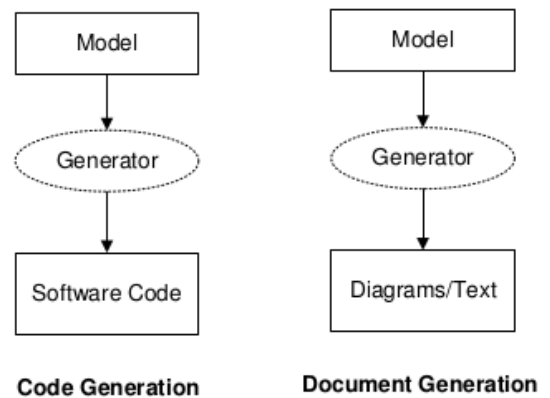 Model
Generator
Software Code
Code Generation
Model
Generator
Diagrams/Text
Document Generation